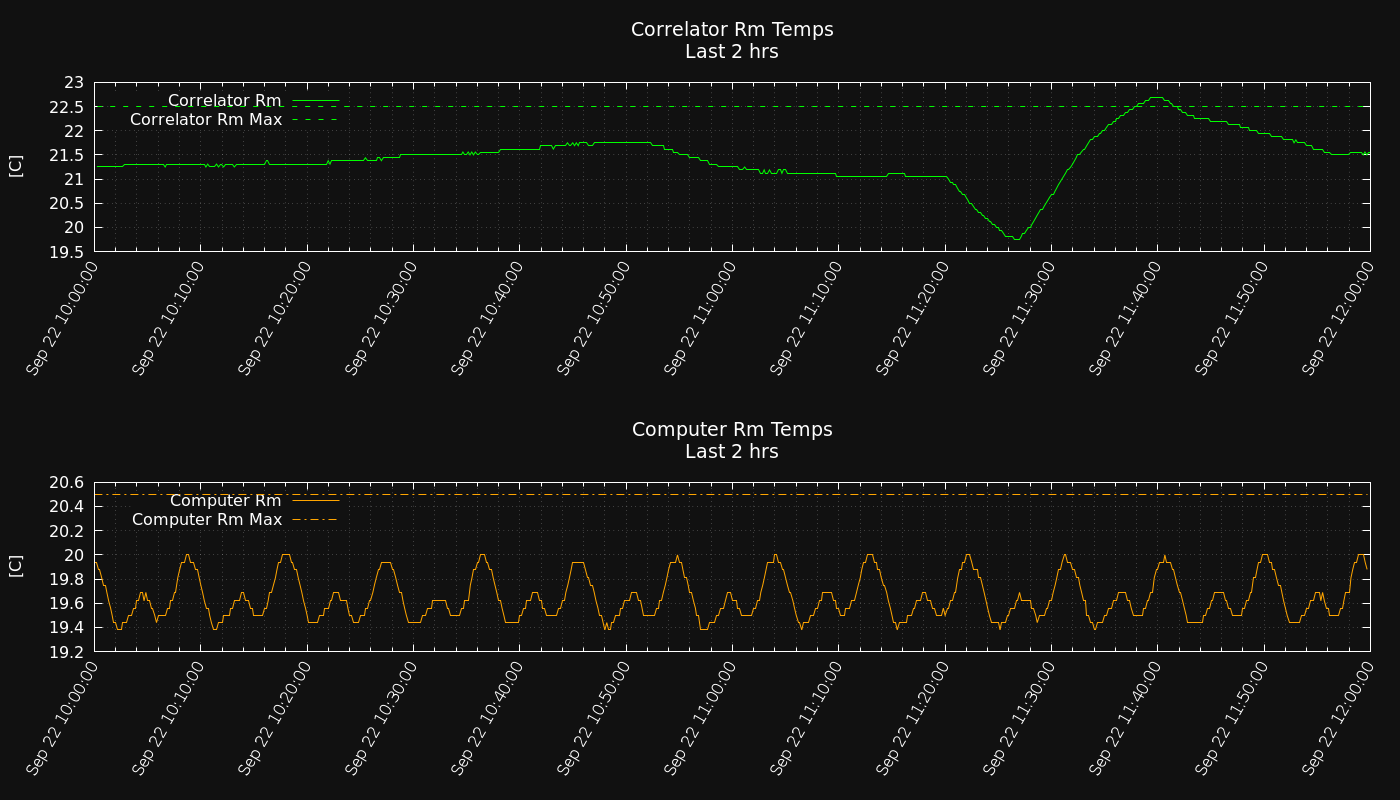 Correlator Rm Temps
Last 2 hrs
23
22.5
22
21.5
21
20.5
20
19.5
[C]
Correlator Rm
Correlator Rm Max
Sep 22 10:00:00
Sep 22 10:10:00
Sep 22 10:20:00
Sep 22 10:30:00
Sep 22 10:40:00
Sep 22 10:50:00
Sep 22 11:00:00
Sep 22 11:10:00
Sep 22 11:20:00
Sep 22 11:30:00
Sep 22 11:40:00
Sep 22 11:50:00
Sep 22 12:00:00
Computer Rm Temps
Last 2 hrs
20.6
20.4
20.2
20
19.8
19.6
19.4
19.2
[C]
Computer Rm
Computer Rm Max
Sep 22 10:00:00
Sep 22 10:10:00
Sep 22 10:20:00
Sep 22 10:30:00
Sep 22 10:40:00
Sep 22 10:50:00
Sep 22 11:00:00
Sep 22 11:10:00
Sep 22 11:20:00
Sep 22 11:30:00
Sep 22 11:40:00
Sep 22 11:50:00
Sep 22 12:00:00